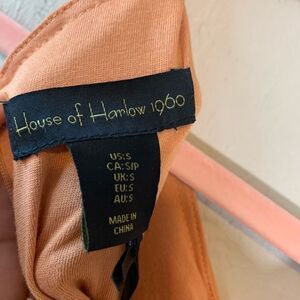 House of Harlow 1960
US:S
CA:S/P
UK:S
EU:S
AU:S
MADE IN
CHINA